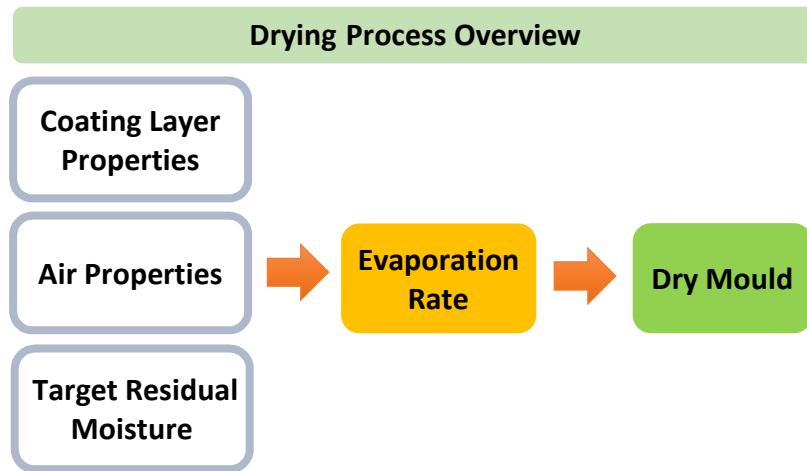 Drying Process Overview
Coating Layer
Properties
Air Properties
Target Residual
Moisture
Evaporation
Rate
Dry Mould